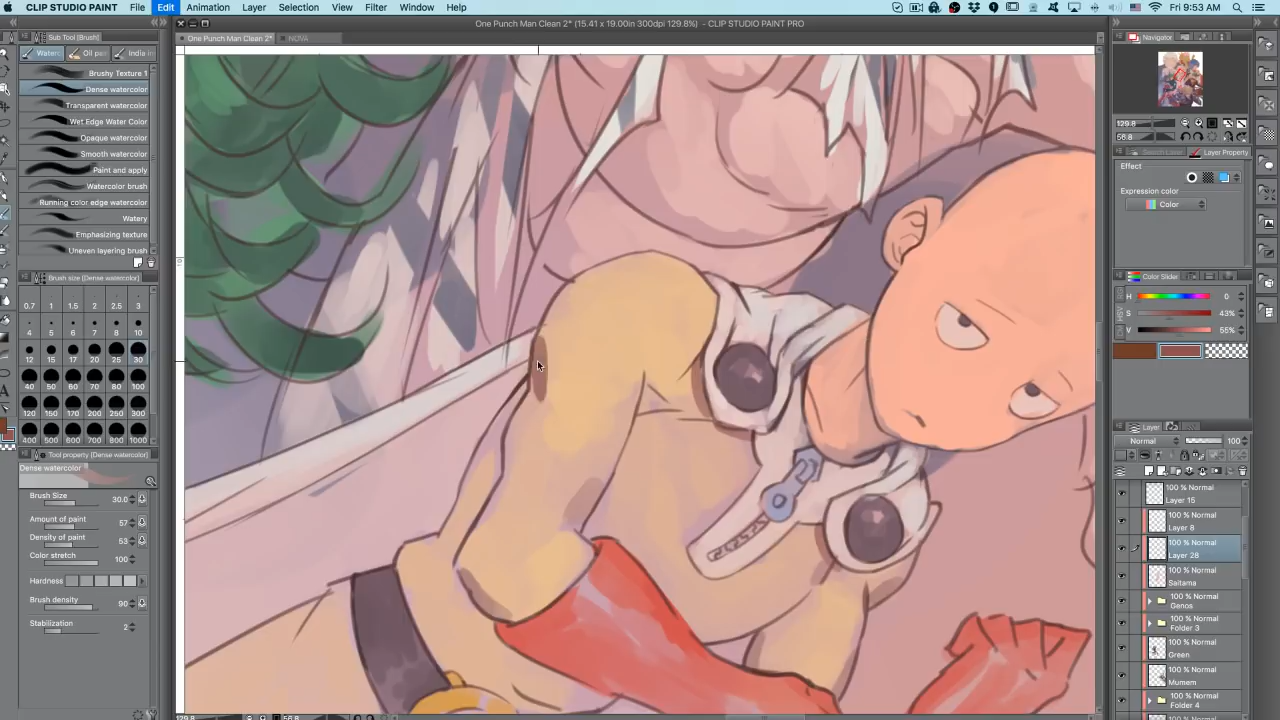 CLIP STUDIO PAINT File Edit Animation Layer Selection View Filter Window Help Fri 9:53 AM
One Punch Man Clean 2* (15.41 x 19.00in 300dpi 129.8%) - CLIP STUDIO PAINT PRO
Sub Tool [Brush]
One Punch Man Clean 2*
NOVA
Navigator
Oil
India
Brushy Texture 1
Dense watercolor
Transparent watercolor
Wet Edge Water Color
Opaque watercolor
Smooth watercolor
Paint and apply
Watercolor brush
Running color edge watercolor
Watery
Emphasizing texture
Uneven layering brush
Brush size [Dense watercolor]
0.7 1 1.5 2 2.5 3
4 5 6 7 8 10
12 15 17 20 25 30
40 50 60 70 80 100
120 150 170 200 250 300
400 500 600 700 800 1000
Tool property [Dense watercolor]
Dense watercolor
Brush Size 30.0
Amount of paint 57
Density of paint 53
Color stretch 100
Hardness
Brush density 90
Stabilization 2
129.8
56.8
Layer Property
Effect
Expression color
Color
Color Slider
H 0
S 43%
V 55%
Layer
Normal 100
100 % Normal
Layer 15
100 % Normal
Layer 8
100 % Normal
Layer 28
100 % Normal
Saitama
100 % Normal
Genos
100 % Normal
Folder 3
100 % Normal
Green
100 % Normal
Mumem
100 % Normal
Folder 4
129.8
56.8